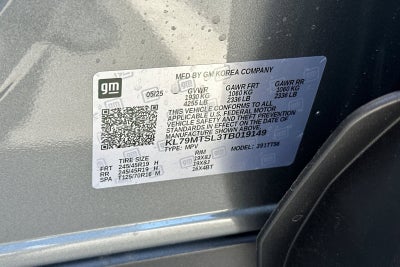 gm
MFD BY GM KOREA COMPANY
05/25
GVWR GAWR FRT GAWR RR
1930 KG 1060 KG 1060 KG
4255 LB 2336 LB 2336 LB
THIS VEHICLE CONFORMS TO ALL
APPLICABLE U.S. FEDERAL MOTOR
VEHICLE SAFETY AND THEFT PREVENTION
STANDARDS IN EFFECT ON THE DATE OF
MANUFACTURE SHOWN ABOVE.
KL79MTSL3TB019149
TYPE: MPV MODEL:
TIRE SIZE RIM
FRT 245/45R19 H 19X8J
RR 245/45R19 H 19X8J
SPA T125/70R16 M 16X4BT